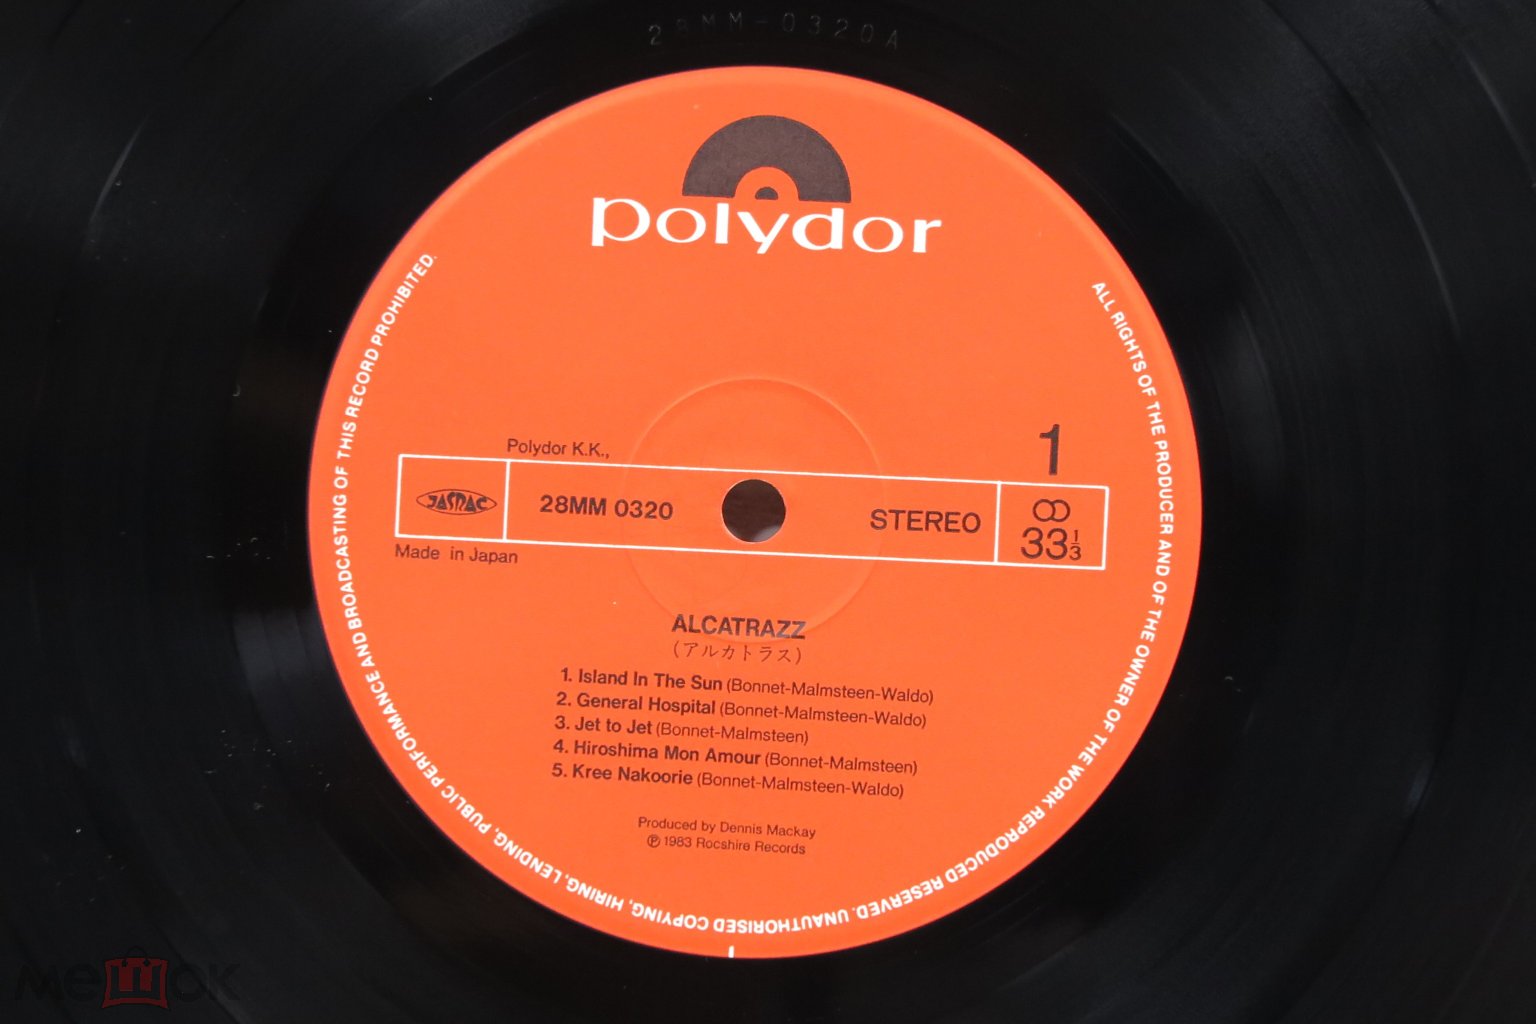 28MM-0320A
polydor
ALL RIGHTS OF THE PRODUCER AND OF THE OWNER OF THE WORK REPRODUCED RESERVED. UNAUTHORISED COPYING, HIRING, LENDING, PUBLIC PERFORMANCE AND BROADCASTING OF THIS RECORD PROHIBITED.
1
Polydor K.K.,
JASRAC
28MM 0320
STEREO
33 1/3
Made in Japan
ALCATRAZZ
(アルカトラス)
1. Island In The Sun (Bonnet-Malmsteen-Waldo)
2. General Hospital (Bonnet-Malmsteen-Waldo)
3. Jet to Jet (Bonnet-Malmsteen)
4. Hiroshima Mon Amour (Bonnet-Malmsteen)
5. Kree Nakoorie (Bonnet-Malmsteen-Waldo)
Produced by Dennis Mackay
℗ 1983 Rocshire Records
мешок